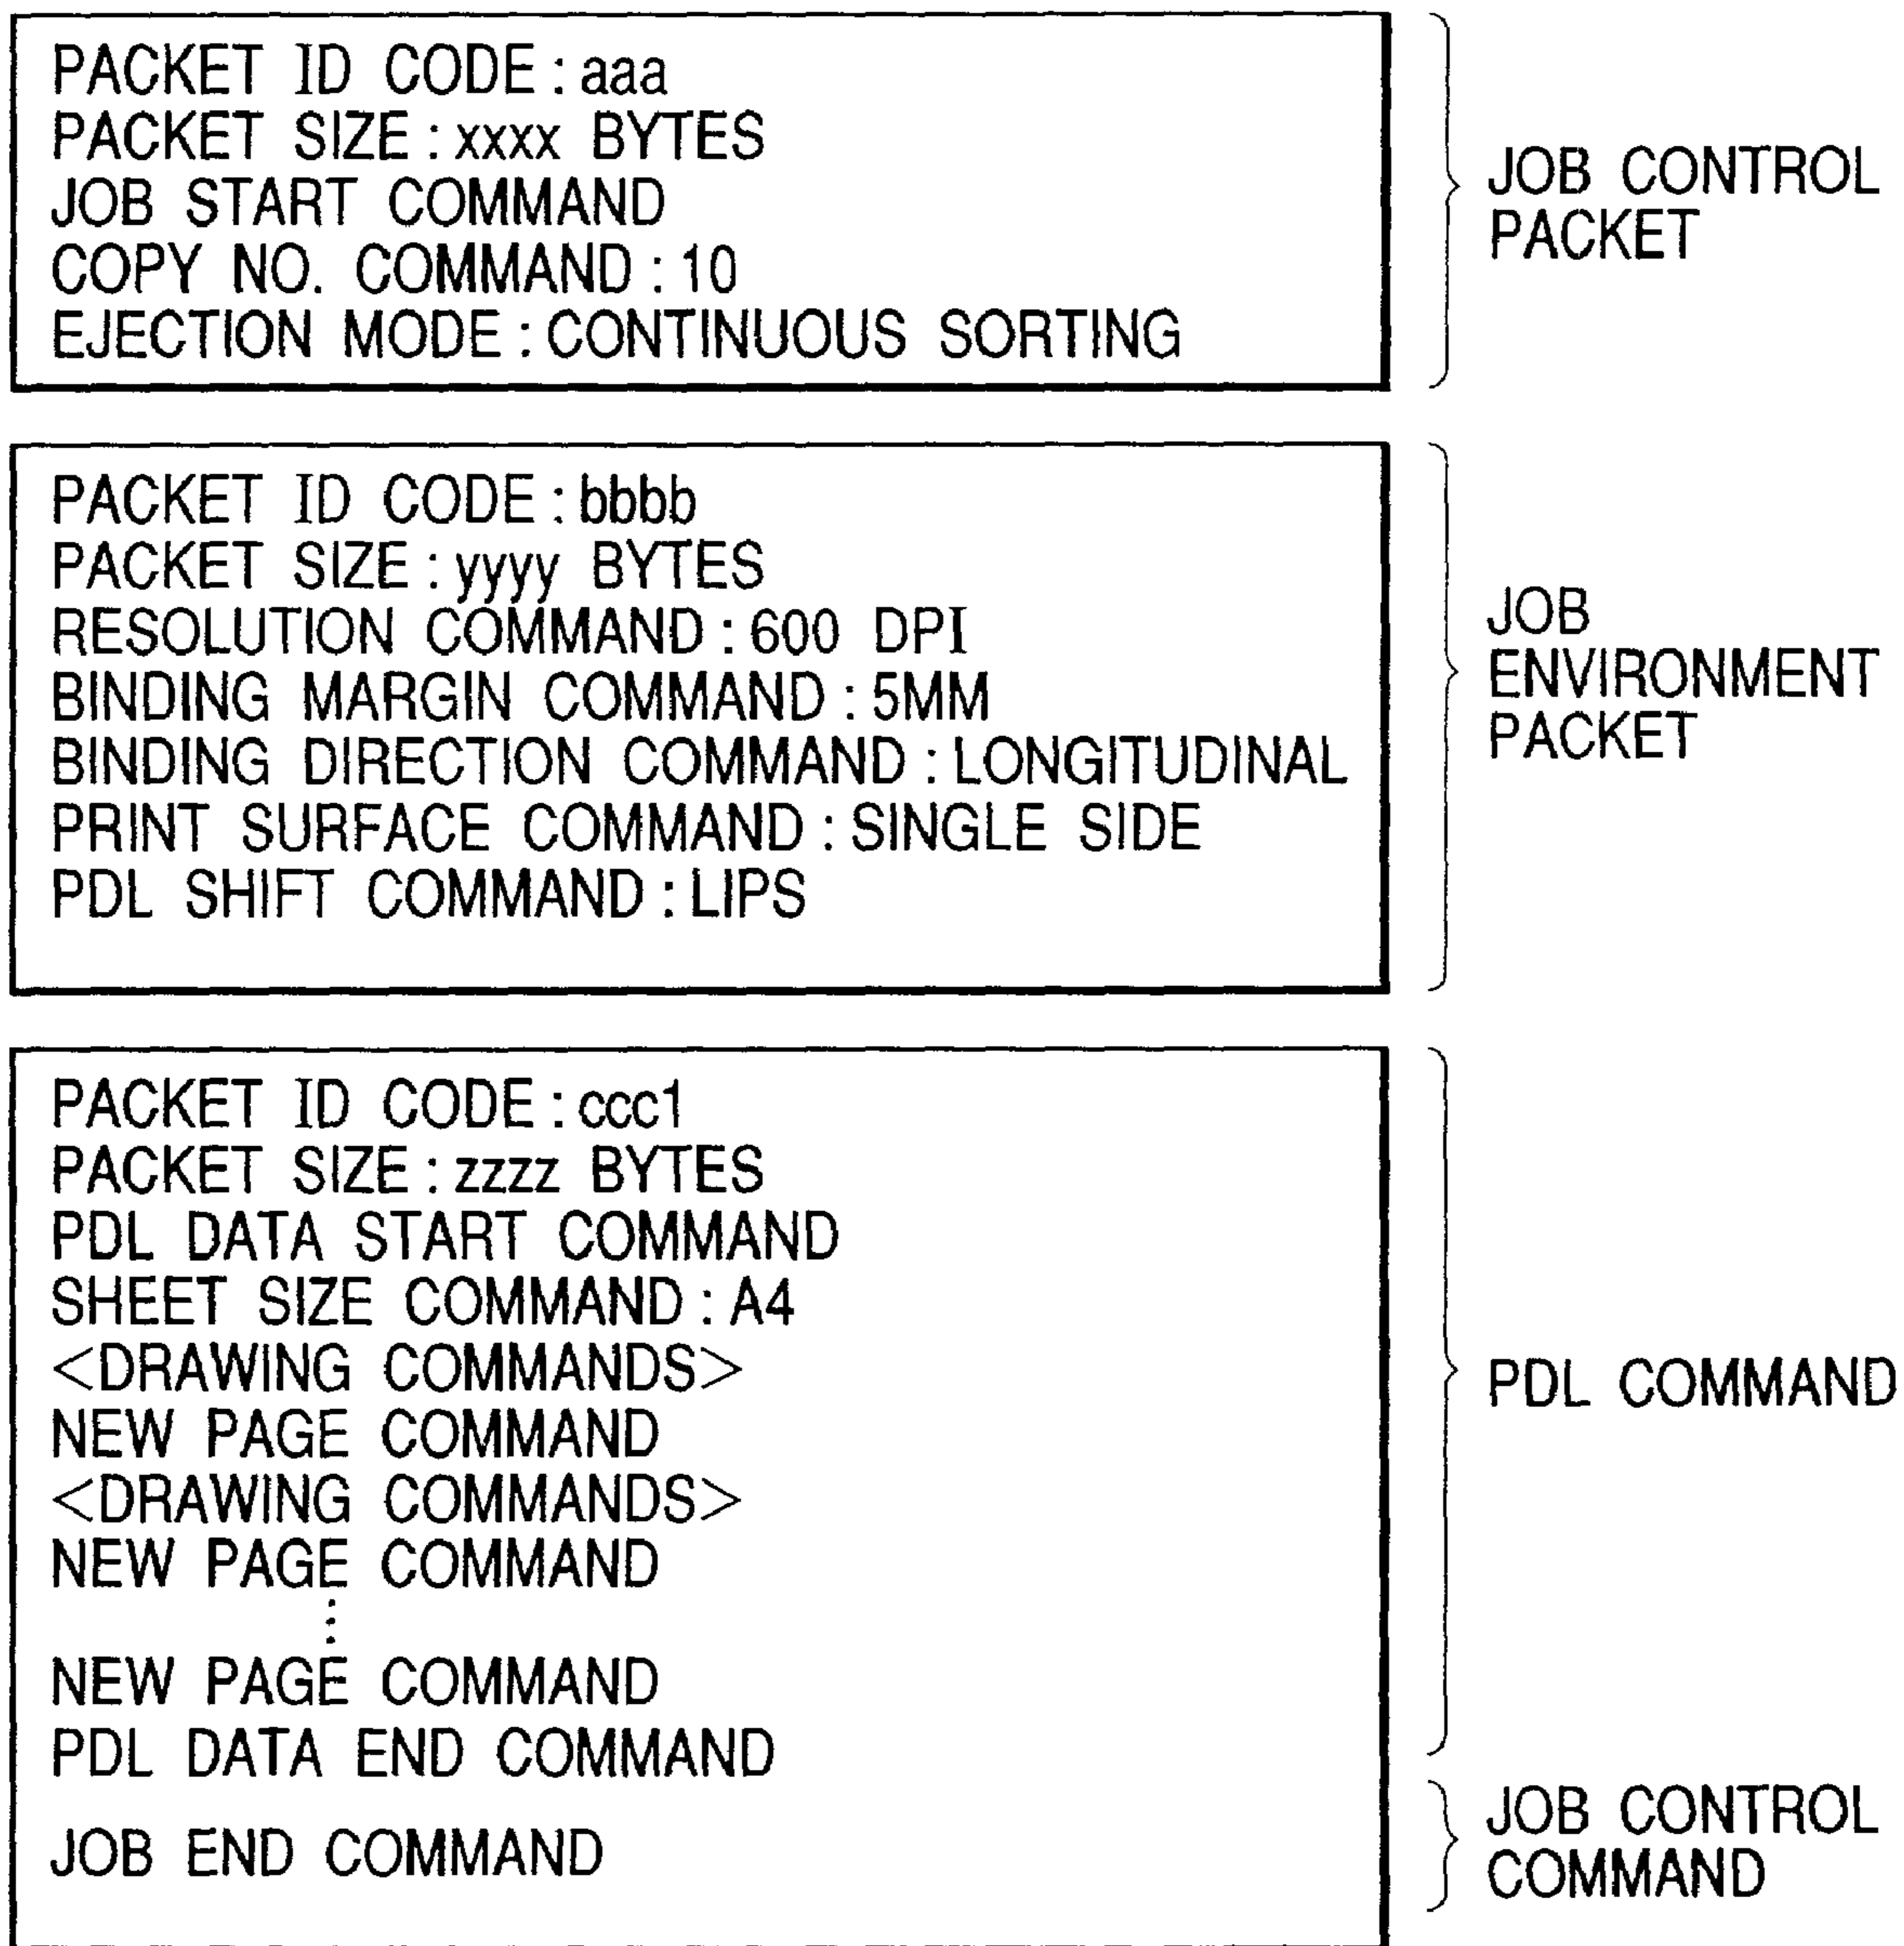 PACKET ID CODE : aaa
PACKET SIZE : xxxx BYTES
JOB START COMMAND
COPY NO. COMMAND : 10
EJECTION MODE : CONTINUOUS SORTING
JOB CONTROL
PACKET
PACKET ID CODE : bbbb
PACKET SIZE : yyyy BYTES
RESOLUTION COMMAND : 600 DPI
BINDING MARGIN COMMAND : 5MM
BINDING DIRECTION COMMAND : LONGITUDINAL
PRINT SURFACE COMMAND : SINGLE SIDE
PDL SHIFT COMMAND : LIPS
JOB
ENVIRONMENT
PACKET
PACKET ID CODE : ccc1
PACKET SIZE : zzzz BYTES
PDL DATA START COMMAND
SHEET SIZE COMMAND : A4
<DRAWING COMMANDS>
NEW PAGE COMMAND
<DRAWING COMMANDS>
NEW PAGE COMMAND
⋮
NEW PAGE COMMAND
PDL DATA END COMMAND
PDL COMMAND
JOB END COMMAND
JOB CONTROL
COMMAND